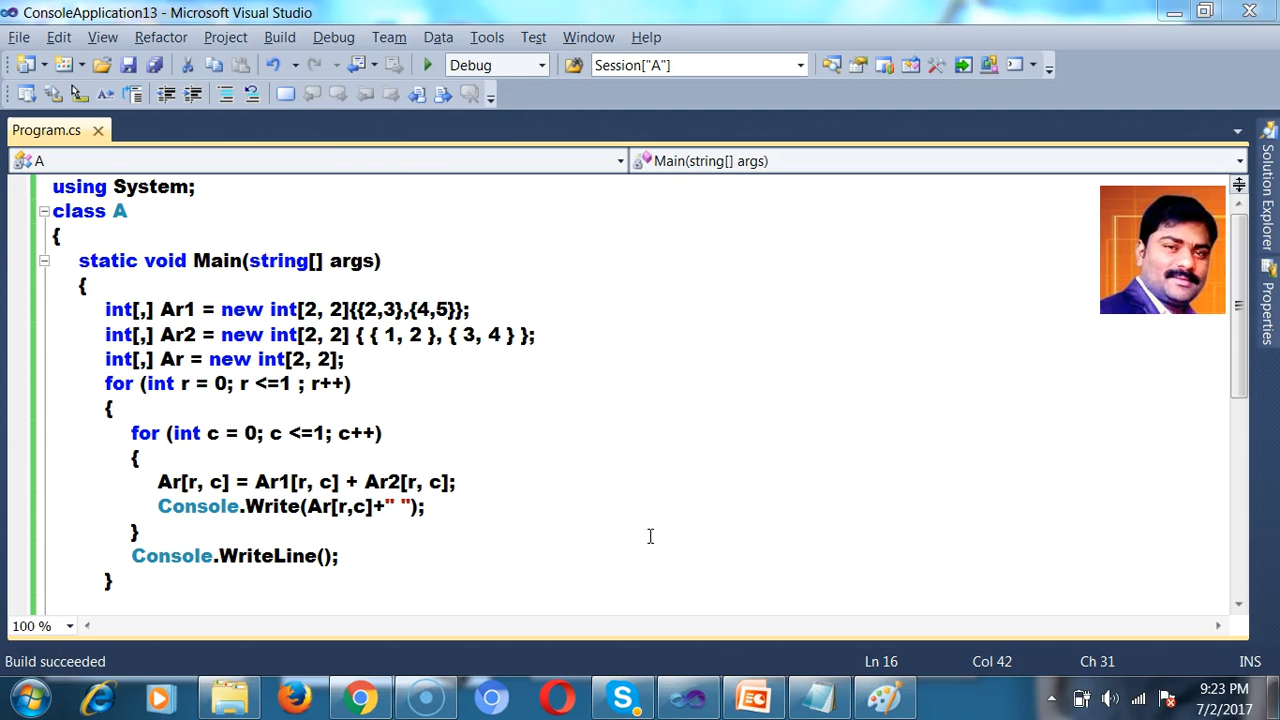 ConsoleApplication13 - Microsoft Visual Studio
File Edit View Refactor Project Build Debug Team Data Tools Test Window Help
Debug Session["A"]
Program.cs
A Main(string[] args)
using System;
class A
{
static void Main(string[] args)
{
int[,] Ar1 = new int[2, 2]{{2,3},{4,5}};
int[,] Ar2 = new int[2, 2] { { 1, 2 }, { 3, 4 } };
int[,] Ar = new int[2, 2];
for (int r = 0; r <=1 ; r++)
{
for (int c = 0; c <=1; c++)
{
Ar[r, c] = Ar1[r, c] + Ar2[r, c];
Console.Write(Ar[r,c]+" ");
}
Console.WriteLine();
}
Solution Explorer
Properties
100 %
Build succeeded Ln 16 Col 42 Ch 31 INS
9:23 PM
7/2/2017